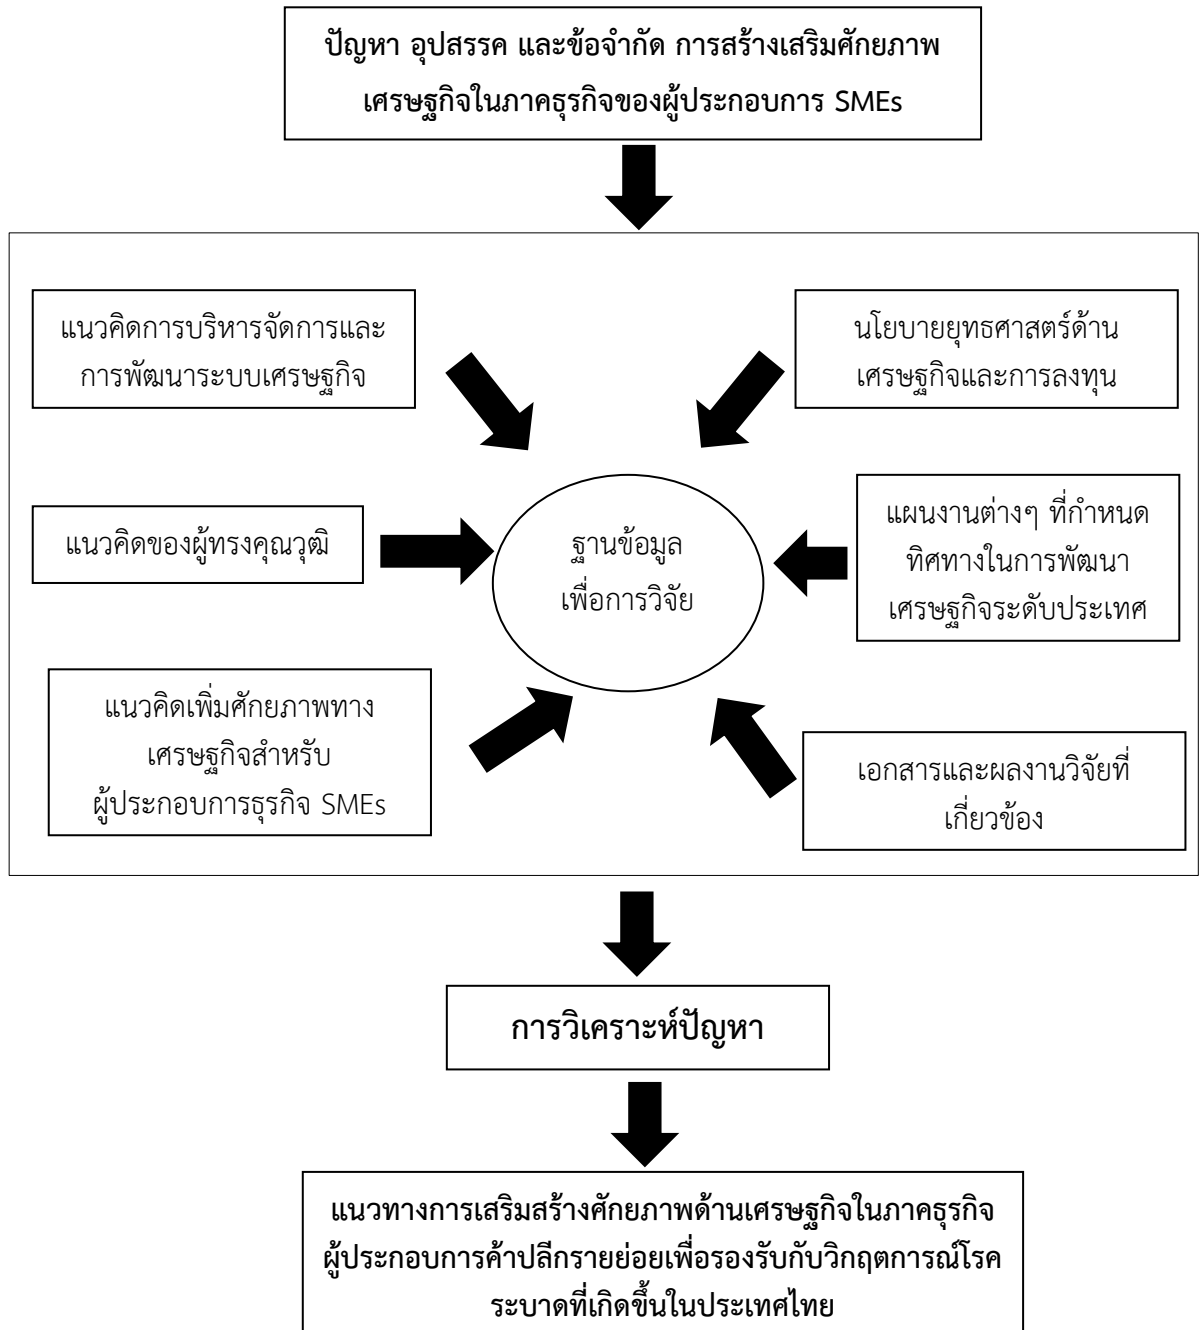 ปัญหา อุปสรรค และข้อจำกัด การสร้างเสริมศักยภาพ
เศรษฐกิจในภาคธุรกิจของผู้ประกอบการ SMEs
แนวคิดการบริหารจัดการและ
การพัฒนาระบบเศรษฐกิจ
นโยบายยุทธศาสตร์ด้าน
เศรษฐกิจและการลงทุน
แนวคิดของผู้ทรงคุณวุฒิ
ฐานข้อมูล
เพื่อการวิจัย
แผนงานต่างๆ ที่กำหนด
ทิศทางในการพัฒนา
เศรษฐกิจระดับประเทศ
แนวคิดเพิ่มศักยภาพทาง
เศรษฐกิจสำหรับ
ผู้ประกอบการธุรกิจ SMEs
เอกสารและผลงานวิจัยที่
เกี่ยวข้อง
การวิเคราะห์ปัญหา
แนวทางการเสริมสร้างศักยภาพด้านเศรษฐกิจในภาคธุรกิจ
ผู้ประกอบการค้าปลีกรายย่อยเพื่อรองรับกับวิกฤตการณ์โรค
ระบาดที่เกิดขึ้นในประเทศไทย